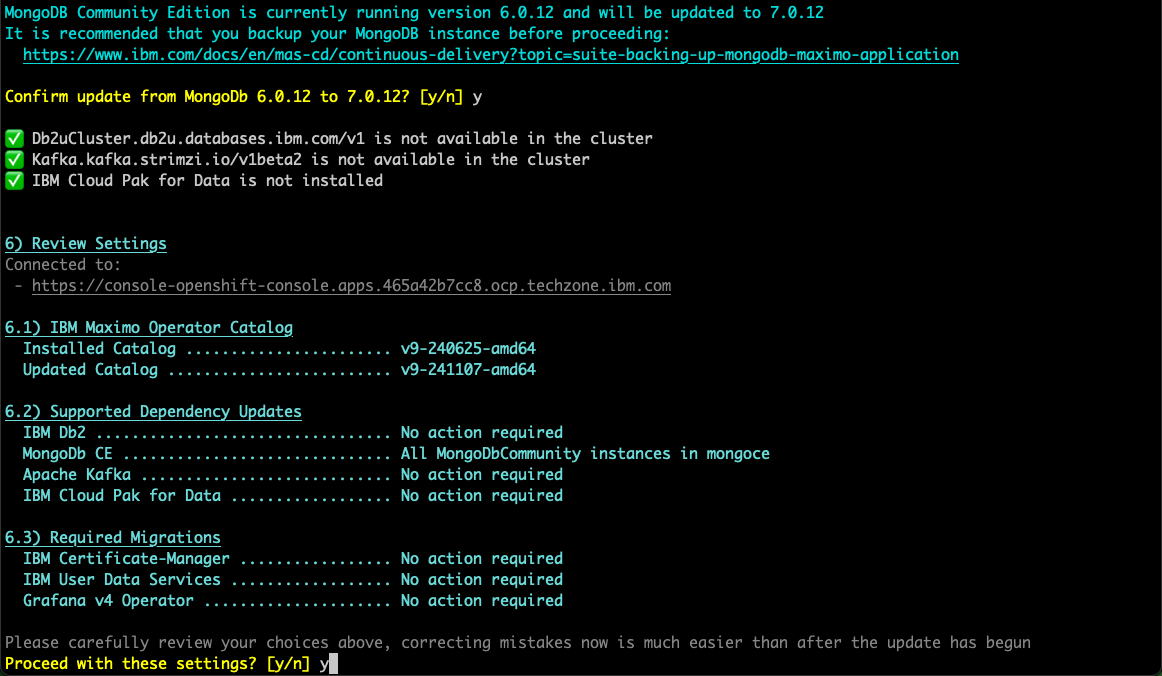 MongoDB Community Edition is currently running version 6.0.12 and will be updated to 7.0.12
It is recommended that you backup your MongoDB instance before proceeding:
https://www.ibm.com/docs/en/mas-cd/continuous-delivery?topic=suite-backing-up-mongodb-maximo-application
Confirm update from MongoDb 6.0.12 to 7.0.12? [y/n] y
✅ Db2uCluster.db2u.databases.ibm.com/v1 is not available in the cluster
✅ Kafka.kafka.strimzi.io/v1beta2 is not available in the cluster
✅ IBM Cloud Pak for Data is not installed
6) Review Settings
Connected to:
- https://console-openshift-console.apps.465a42b7cc8.ocp.techzone.ibm.com
6.1) IBM Maximo Operator Catalog
Installed Catalog ....................... v9-240625-amd64
Updated Catalog ......................... v9-241107-amd64
6.2) Supported Dependency Updates
IBM Db2 ................................. No action required
MongoDb CE .............................. All MongoDbCommunity instances in mongoce
Apache Kafka ............................ No action required
IBM Cloud Pak for Data .................. No action required
6.3) Required Migrations
IBM Certificate-Manager ................. No action required
IBM User Data Services .................. No action required
Grafana v4 Operator ..................... No action required
Please carefully review your choices above, correcting mistakes now is much easier than after the update has begun
Proceed with these settings? [y/n] y